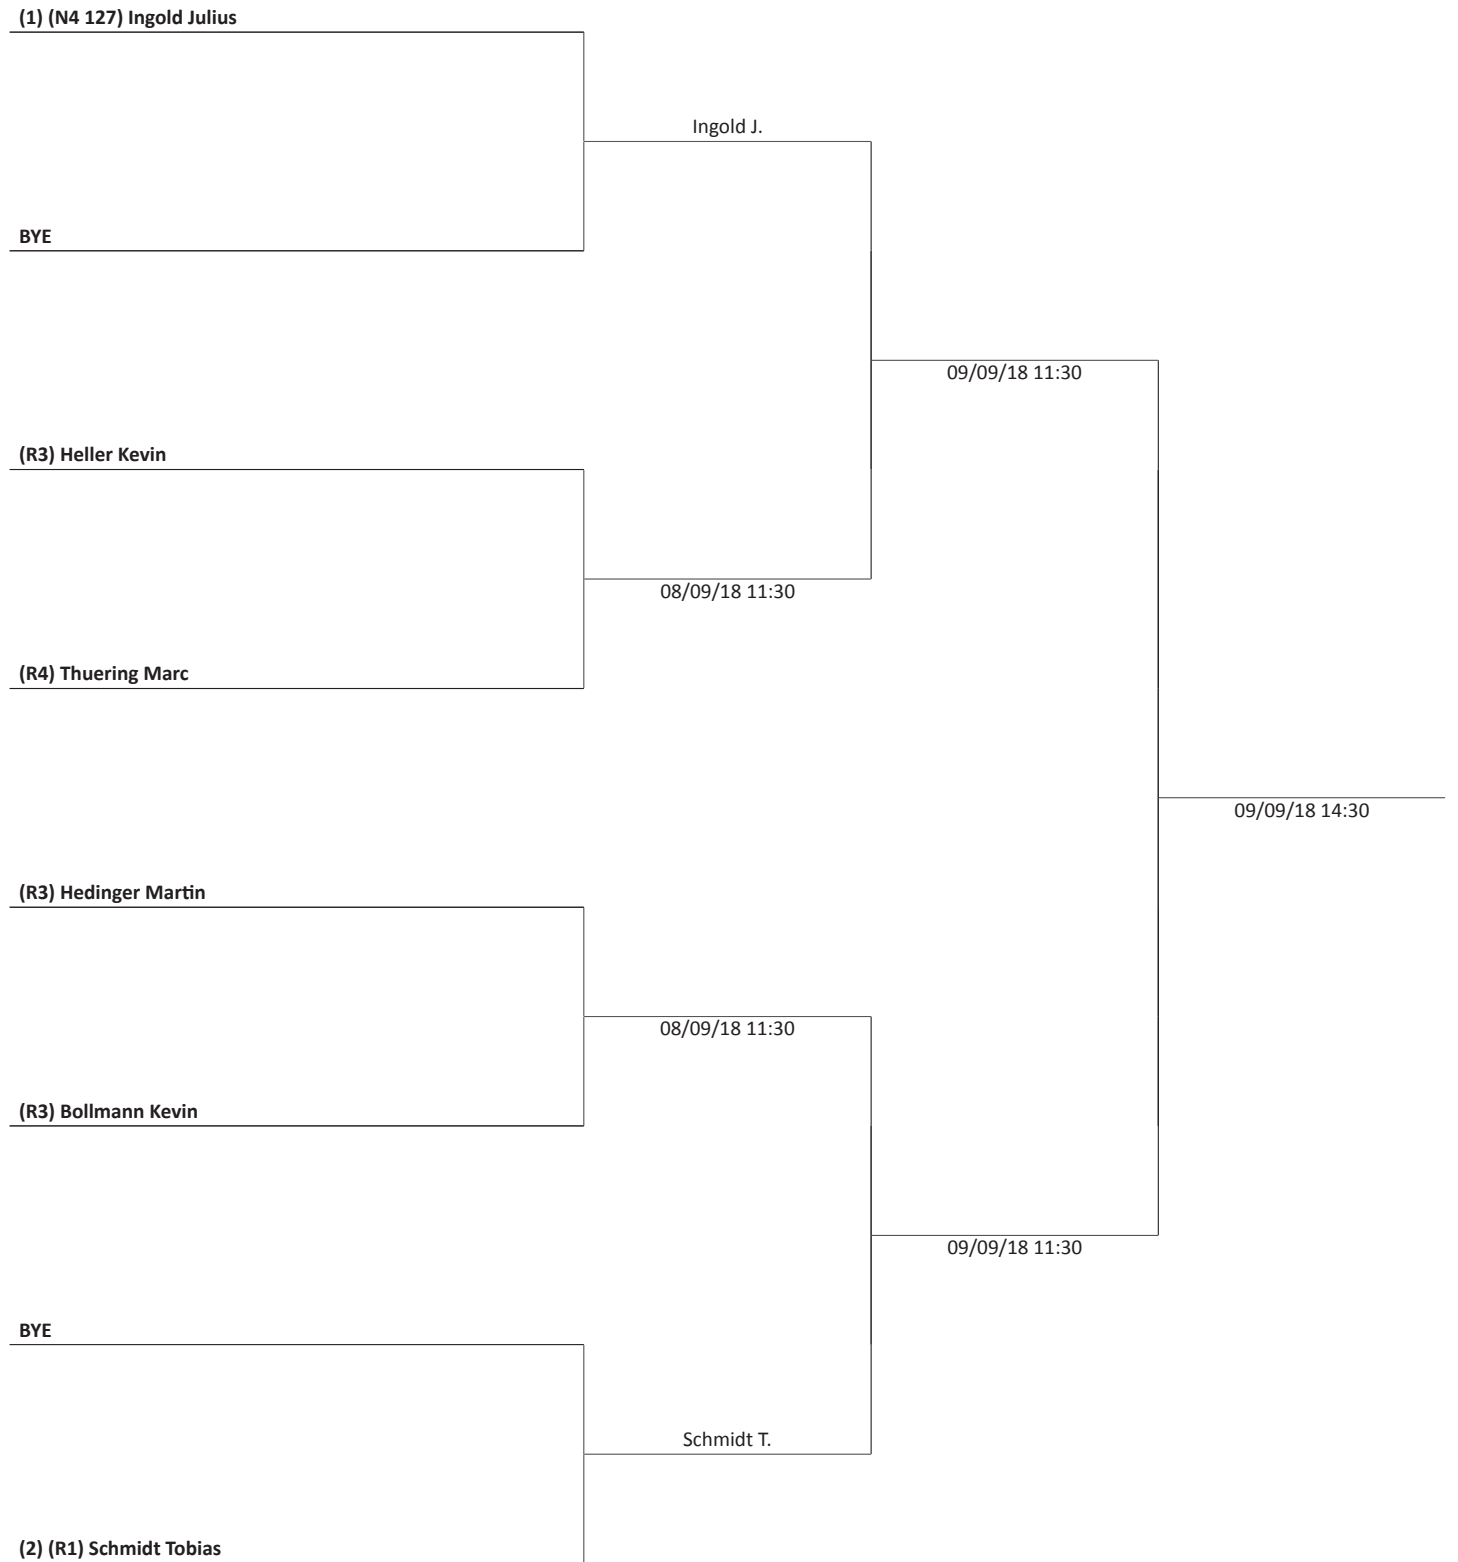 (1) (N4 127) Ingold Julius
Ingold J.
BYE
09/09/18 11:30
(R3) Heller Kevin
08/09/18 11:30
(R4) Thuering Marc
09/09/18 14:30
(R3) Hedinger Martin
08/09/18 11:30
(R3) Bollmann Kevin
09/09/18 11:30
BYE
Schmidt T.
(2) (R1) Schmidt Tobias